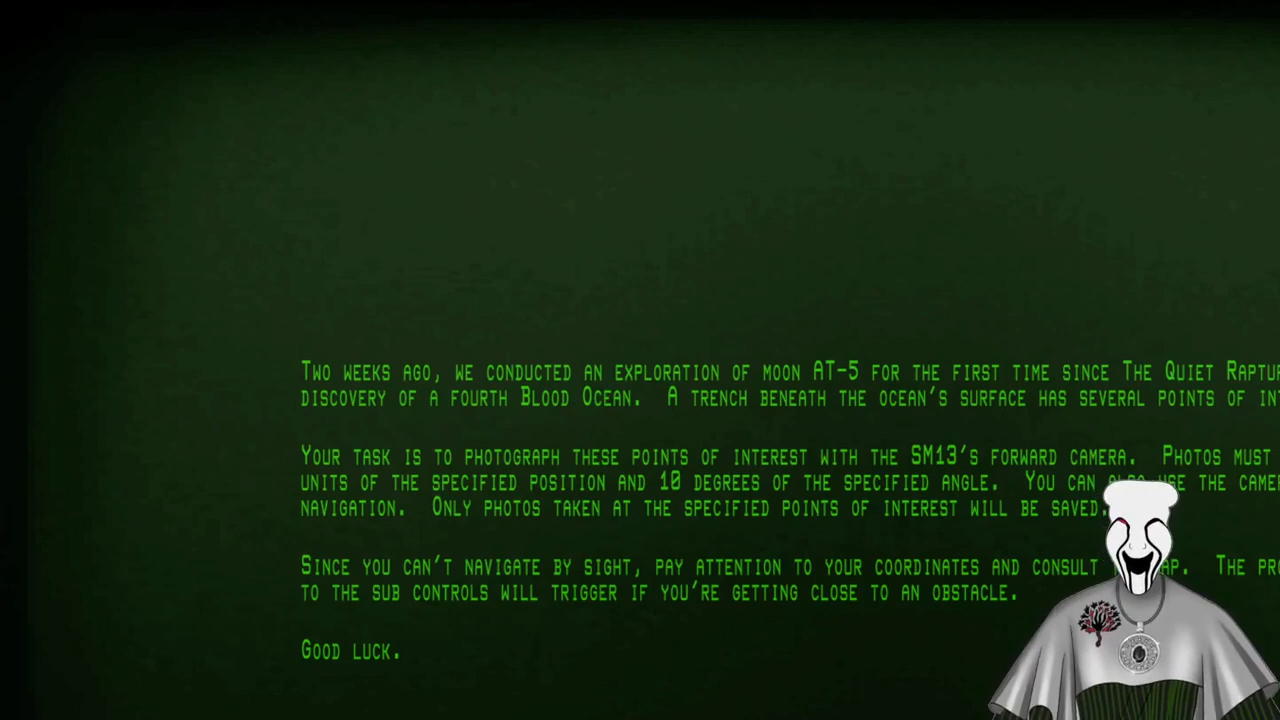 Two weeks ago, we conducted an exploration of moon AT-5 for the first time since The Quiet
discovery of a fourth Blood Ocean. A trench beneath the ocean's surface has several points of
Your task is to photograph these points of interest with the SM13's forward camera. Photos must
units of the specified position and 10 degrees of the specified angle. You can use the
navigation. Only photos taken at the specified points of interest will be saved.
Since you can't navigate by sight, pay attention to your coordinates and consult The
to the sub controls will trigger if you're getting close to an obstacle.
Good luck.